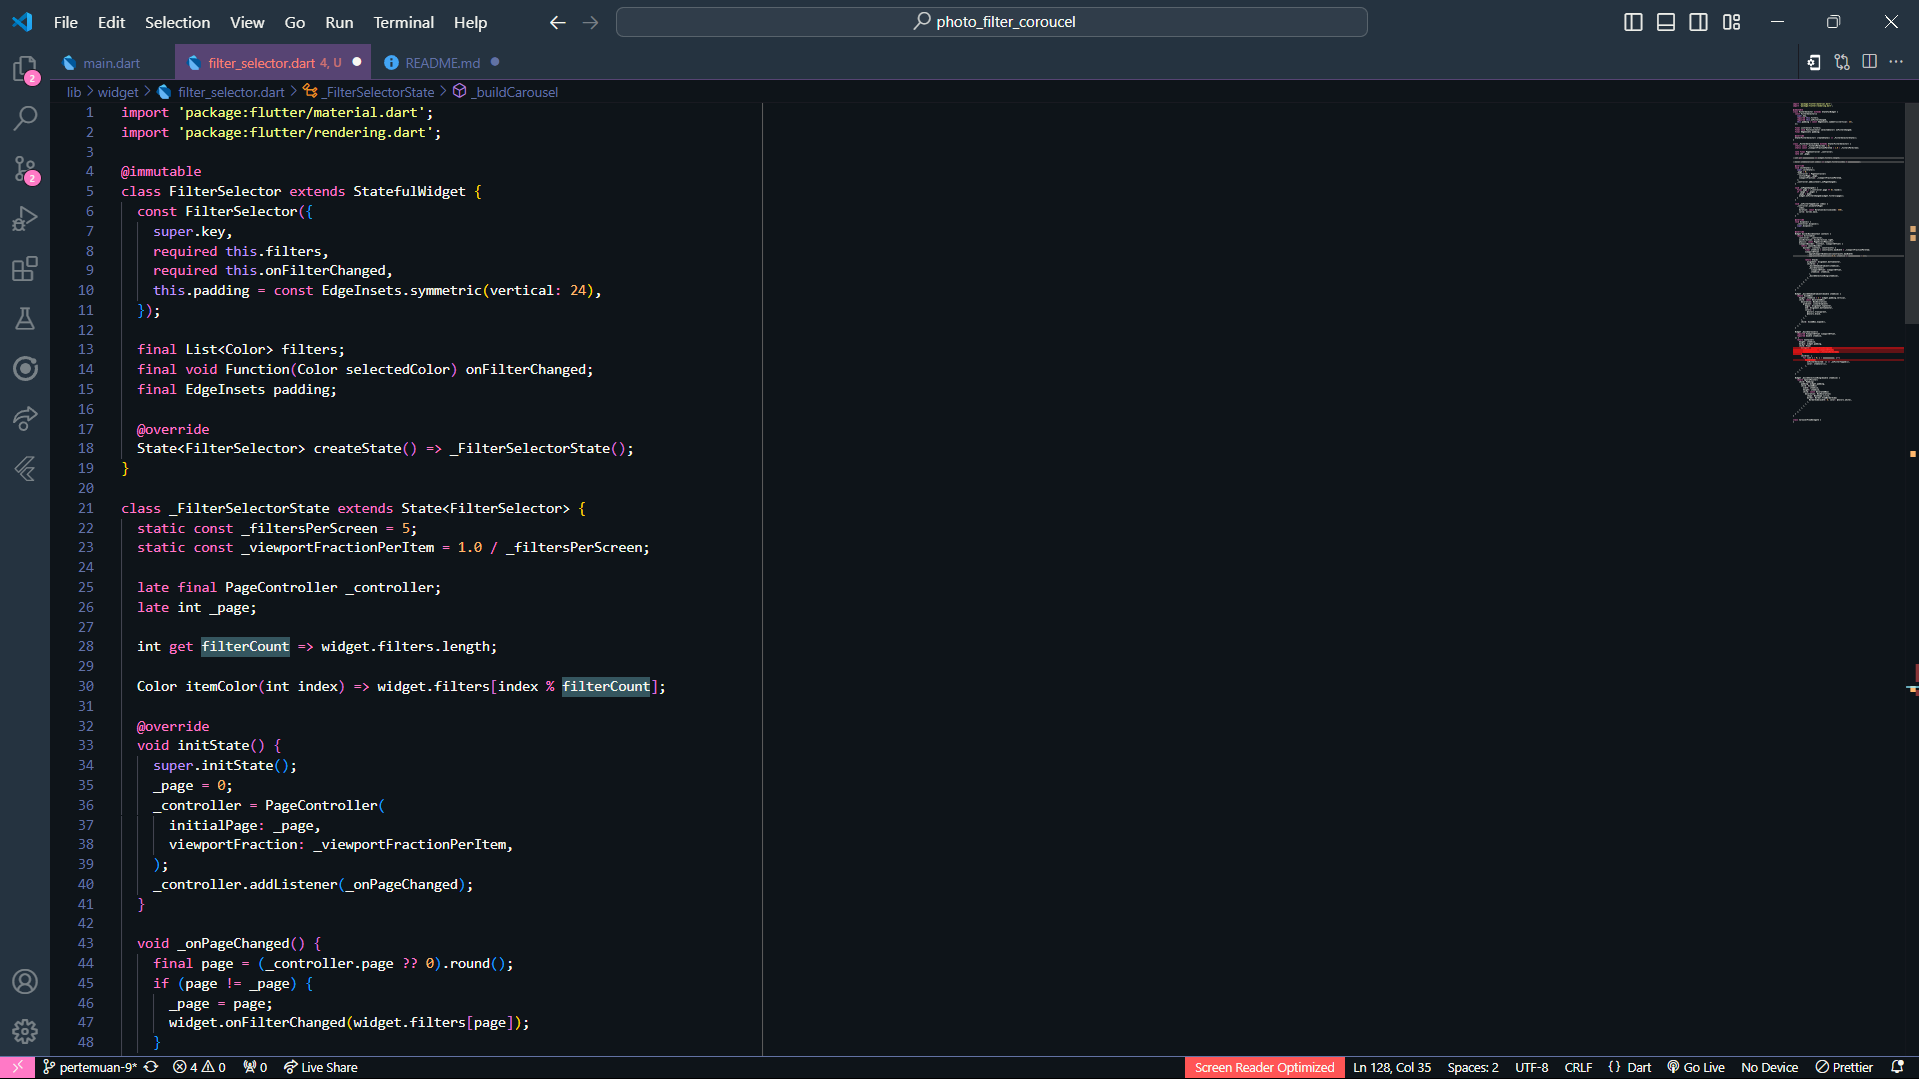 File Edit Selection View Go Run Terminal Help
photo_filter_coroucel
main.dart
filter_selector.dart 4, U
README.md
lib > widget > filter_selector.dart > _FilterSelectorState > _buildCarousel
2
2
1 import 'package:flutter/material.dart';
2 import 'package:flutter/rendering.dart';
3
4 @immutable
5 class FilterSelector extends StatefulWidget {
6 const FilterSelector({
7 super.key,
8 required this.filters,
9 required this.onFilterChanged,
10 this.padding = const EdgeInsets.symmetric(vertical: 24),
11 });
12
13 final List<Color> filters;
14 final void Function(Color selectedColor) onFilterChanged;
15 final EdgeInsets padding;
16
17 @override
18 State<FilterSelector> createState() => _FilterSelectorState();
19 }
20
21 class _FilterSelectorState extends State<FilterSelector> {
22 static const _filtersPerScreen = 5;
23 static const _viewportFractionPerItem = 1.0 / _filtersPerScreen;
24
25 late final PageController _controller;
26 late int _page;
27
28 int get filterCount => widget.filters.length;
29
30 Color itemColor(int index) => widget.filters[index % filterCount];
31
32 @override
33 void initState() {
34 super.initState();
35 _page = 0;
36 _controller = PageController(
37 initialPage: _page,
38 viewportFraction: _viewportFractionPerItem,
39 );
40 _controller.addListener(_onPageChanged);
41 }
42
43 void _onPageChanged() {
44 final page = (_controller.page ?? 0).round();
45 if (page != _page) {
46 _page = page;
47 widget.onFilterChanged(widget.filters[page]);
48 }
pertemuan-9* 4 0 0 Live Share Screen Reader Optimized Ln 128, Col 35 Spaces: 2 UTF-8 CRLF {} Dart Go Live No Device Prettier